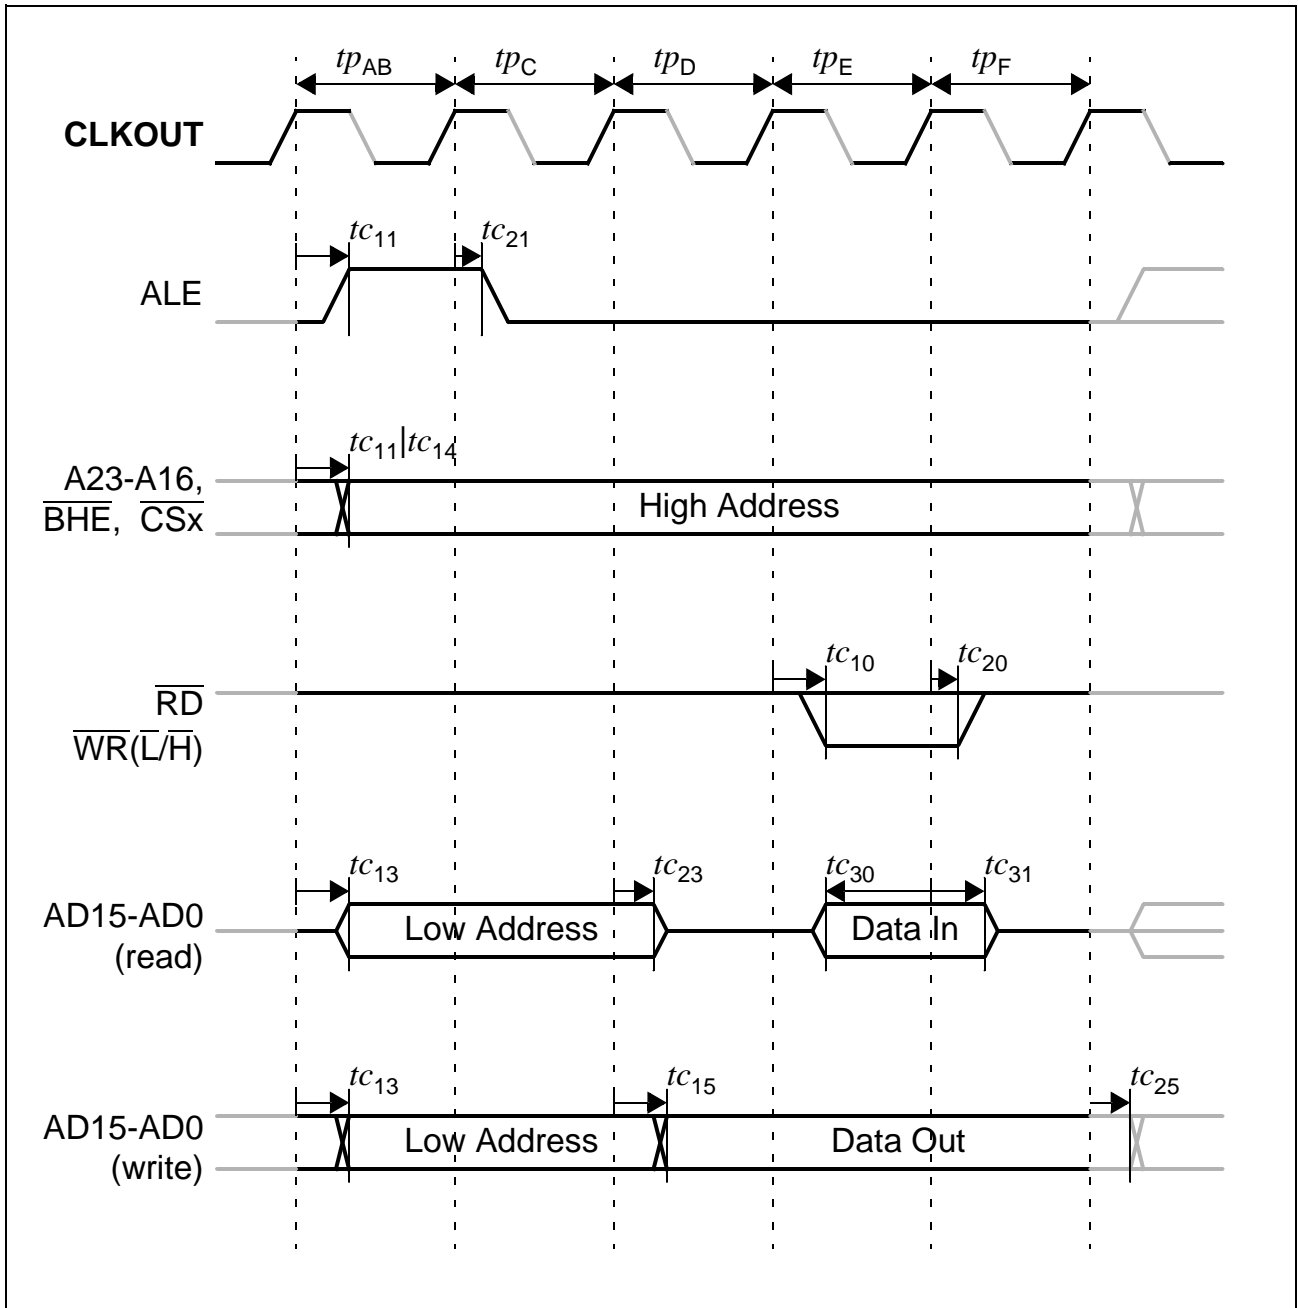 tpAB tpC tpD tpE tpF
CLKOUT
tc11 tc21
ALE
tc11|tc14
A23-A16,
BHE, CSx
High Address
tc10 tc20
RD
WR(L/H)
tc13 tc23 tc30 tc31
AD15-AD0
(read)
Low Address Data In
tc13 tc15 tc25
AD15-AD0
(write)
Low Address Data Out